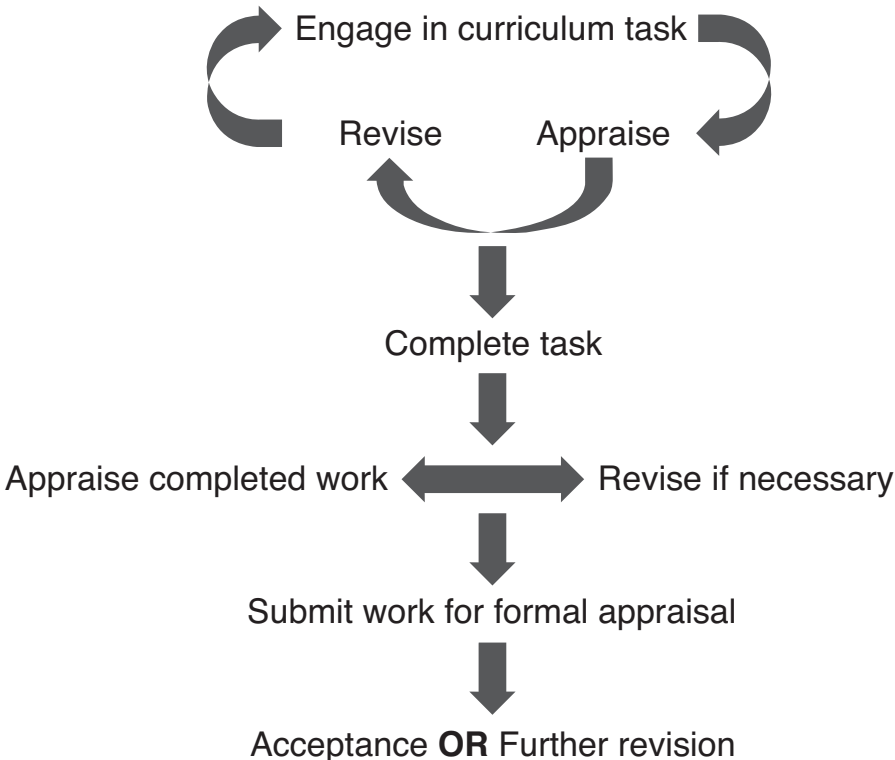 Engage in curriculum task
Revise Appraise
Complete task
Appraise completed work Revise if necessary
Submit work for formal appraisal
Acceptance OR Further revision